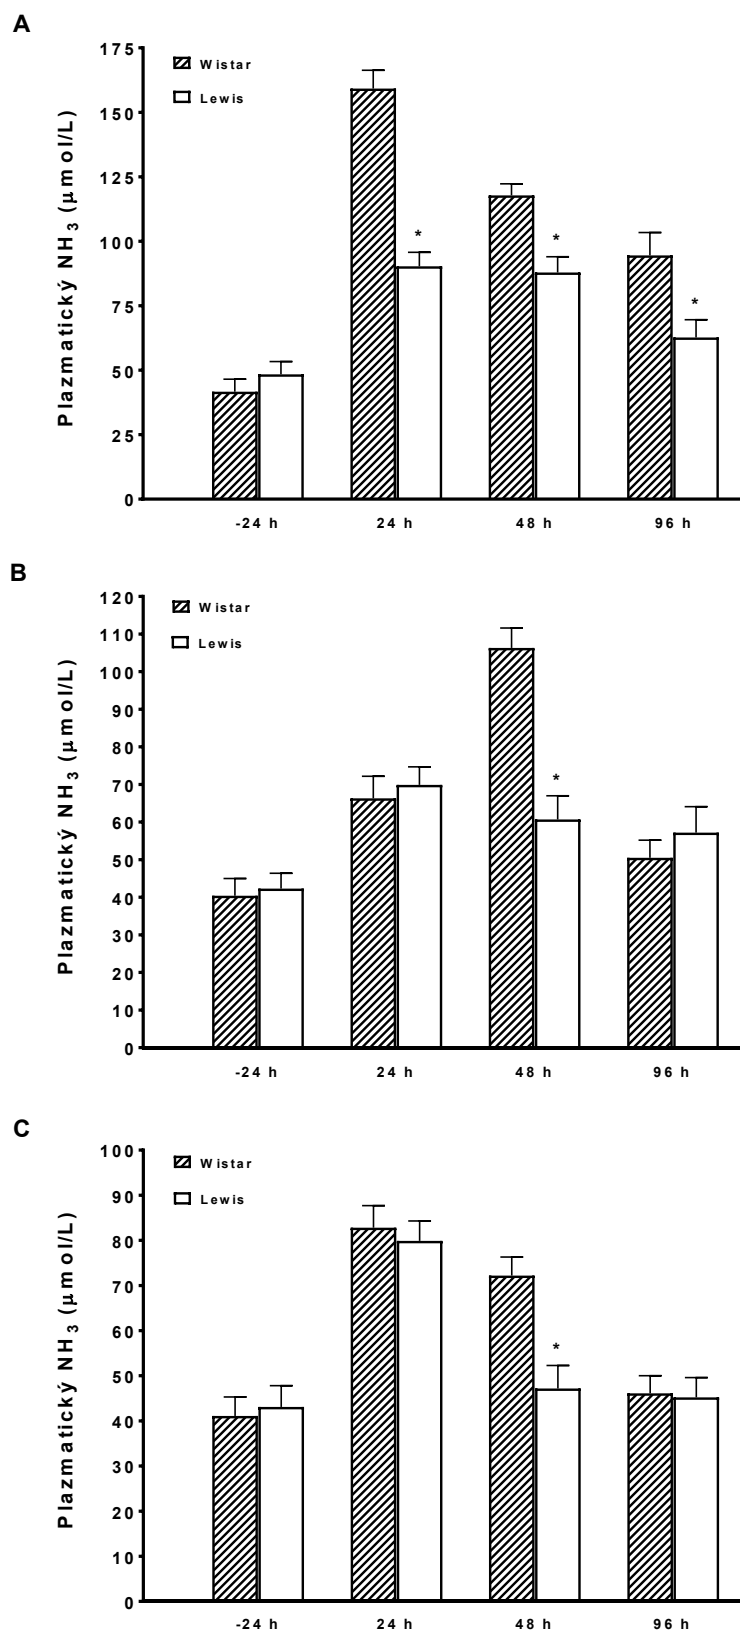 A
Plazmatický NH3 (µmol/L)
175
150
125
100
75
50
25
0
Wistar
Lewis
*
*
*
-24 h
24 h
48 h
96 h
B
Plazmatický NH3 (µmol/L)
120
110
100
90
80
70
60
50
40
30
20
10
0
Wistar
Lewis
*
-24 h
24 h
48 h
96 h
C
Plazmatický NH3 (µmol/L)
100
90
80
70
60
50
40
30
20
10
0
Wistar
Lewis
*
-24 h
24 h
48 h
96 h